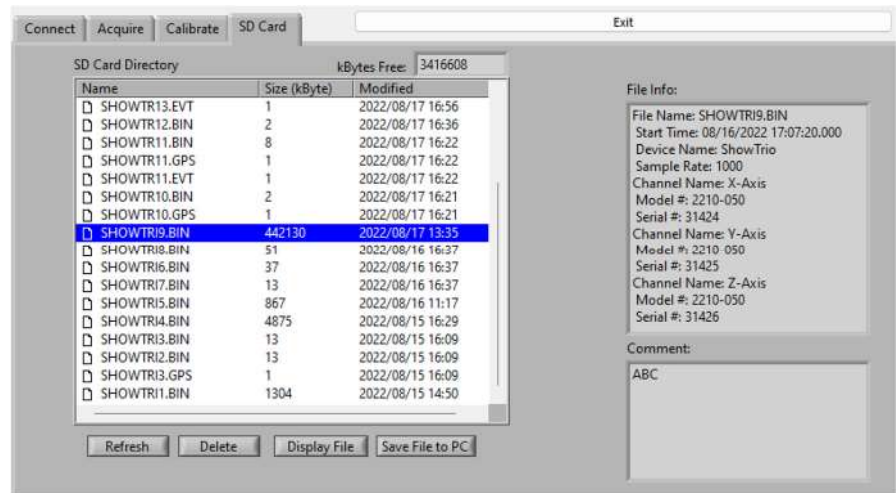 Exit
Connect Acquire Calibrate SD Card
SD Card Directory kBytes Free: 3416608
Name Size (kByte) Modified
SHOWTR13.EVT 1 2022/08/17 16:56
SHOWTR12.BIN 2 2022/08/17 16:36
SHOWTR11.BIN 8 2022/08/17 16:22
SHOWTR11.GPS 1 2022/08/17 16:22
SHOWTR11.EVT 1 2022/08/17 16:22
SHOWTR10.BIN 2 2022/08/17 16:21
SHOWTR10.GPS 1 2022/08/17 16:21
SHOWTRI9.BIN 442130 2022/08/17 13:35
SHOWTRI8.BIN 51 2022/08/16 16:37
SHOWTRI6.BIN 37 2022/08/16 16:37
SHOWTRI7.BIN 13 2022/08/16 16:37
SHOWTRI5.BIN 867 2022/08/16 11:17
SHOWTRI4.BIN 4875 2022/08/15 16:29
SHOWTRI3.BIN 13 2022/08/15 16:09
SHOWTRI2.BIN 13 2022/08/15 16:09
SHOWTRI3.GPS 1 2022/08/15 16:09
SHOWTRI1.BIN 1304 2022/08/15 14:50
Refresh Delete Display File Save File to PC
File Info:
File Name: SHOWTRI9.BIN
Start Time: 08/16/2022 17:07:20.000
Device Name: ShowTrio
Sample Rate: 1000
Channel Name: X-Axis
Model #: 2210-050
Serial #: 31424
Channel Name: Y-Axis
Model #: 2210-050
Serial #: 31425
Channel Name: Z-Axis
Model #: 2210-050
Serial #: 31426
Comment:
ABC